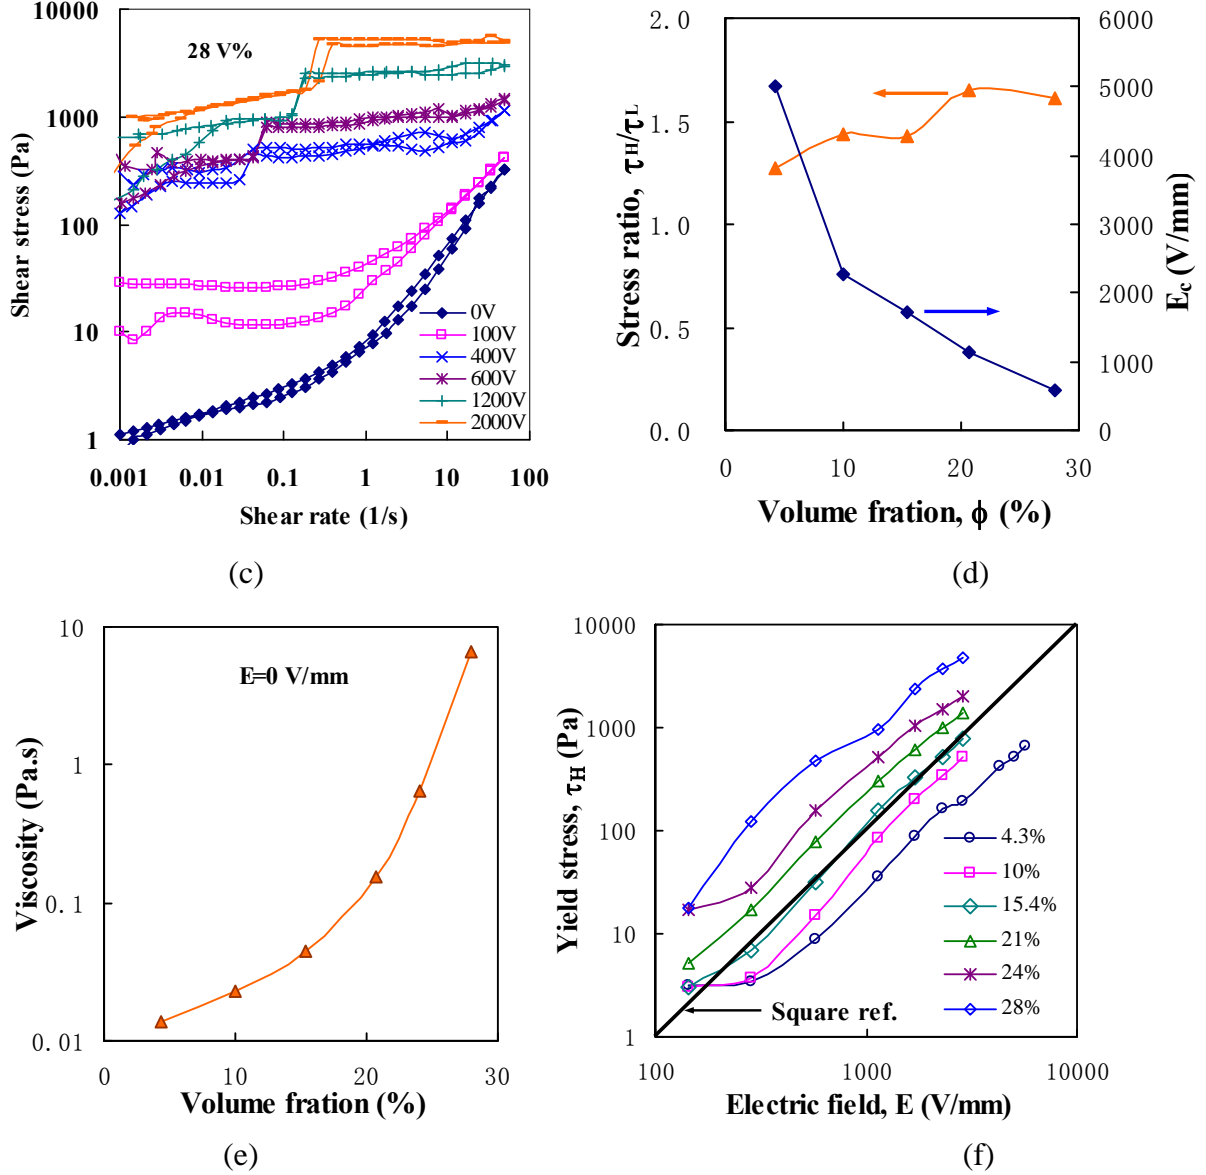 10000
1000
100
10
1
0.001
0.01
0.1
1
10
100
Shear stress (Pa)
Shear rate (1/s)
28 V%
0V
100V
400V
600V
1200V
2000V
(c)
2.0
1.5
1.0
0.5
0.0
6000
5000
4000
3000
2000
1000
0
0
10
20
30
Stress ratio, τH/τL
Ec (V/mm)
Volume fration, ϕ (%)
(d)
10
1
0.1
0.01
0
10
20
30
Viscosity (Pa.s)
E=0 V/mm
Volume fration (%)
(e)
10000
1000
100
10
1
100
1000
10000
Yield stress, τH (Pa)
4.3%
10%
15.4%
21%
24%
28%
Square ref.
Electric field, E (V/mm)
(f)